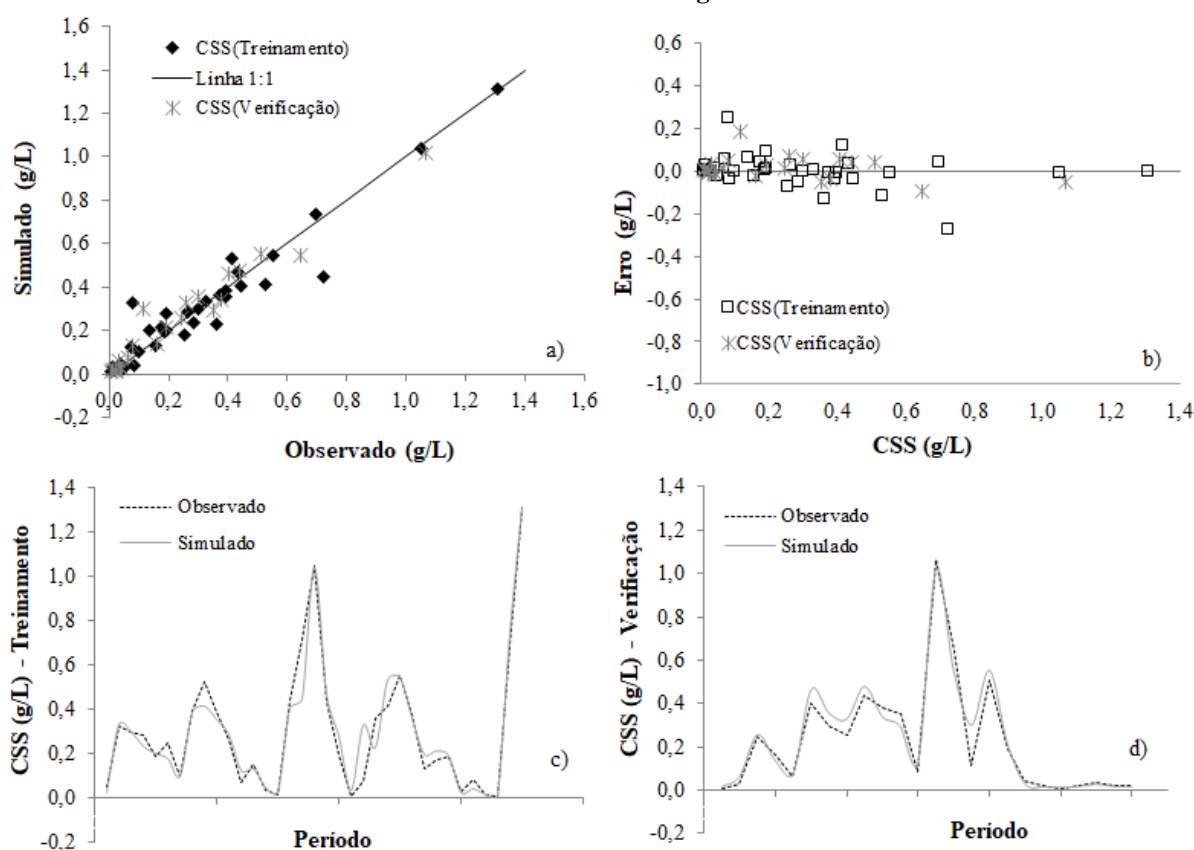 1,6
1,4
1,2
1,0
0,8
0,6
0,4
0,2
0,0
-0,2
Simulado (g/L)
CSS(Treinamento)
Linha 1:1
CSS(Verificação)
a)
0,0 0,2 0,4 0,6 0,8 1,0 1,2 1,4 1,6
Observado (g/L)
0,6
0,4
0,2
0,0
-0,2
-0,4
-0,6
-0,8
-1,0
Erro (g/L)
CSS(Treinamento)
CSS(Verificação)
b)
0,0 0,2 0,4 0,6 0,8 1,0 1,2 1,4
CSS (g/L)
1,4
1,2
1,0
0,8
0,6
0,4
0,2
0,0
-0,2
CSS (g/L) - Treinamento
Observado
Simulado
c)
Período
1,4
1,2
1,0
0,8
0,6
0,4
0,2
0,0
-0,2
CSS (g/L) - Verificação
Observado
Simulado
d)
Período